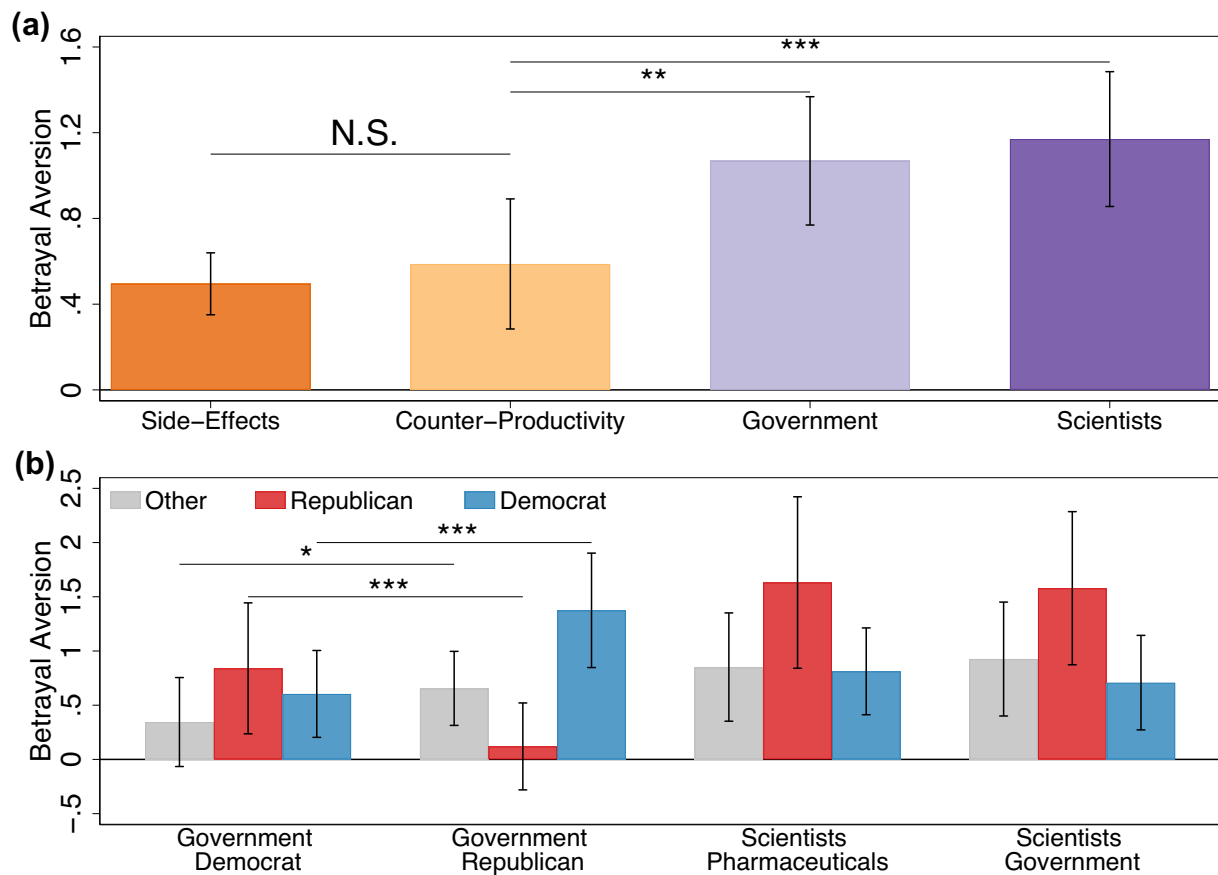 (a)
Betrayal Aversion
1.6
1.2
.8
.4
0
N.S.
**
***
Side−Effects
Counter−Productivity
Government
Scientists
(b)
Betrayal Aversion
2.5
2
1.5
1
.5
0
−.5
Other
Republican
Democrat
*
***
***
Government
Democrat
Government
Republican
Scientists
Pharmaceuticals
Scientists
Government